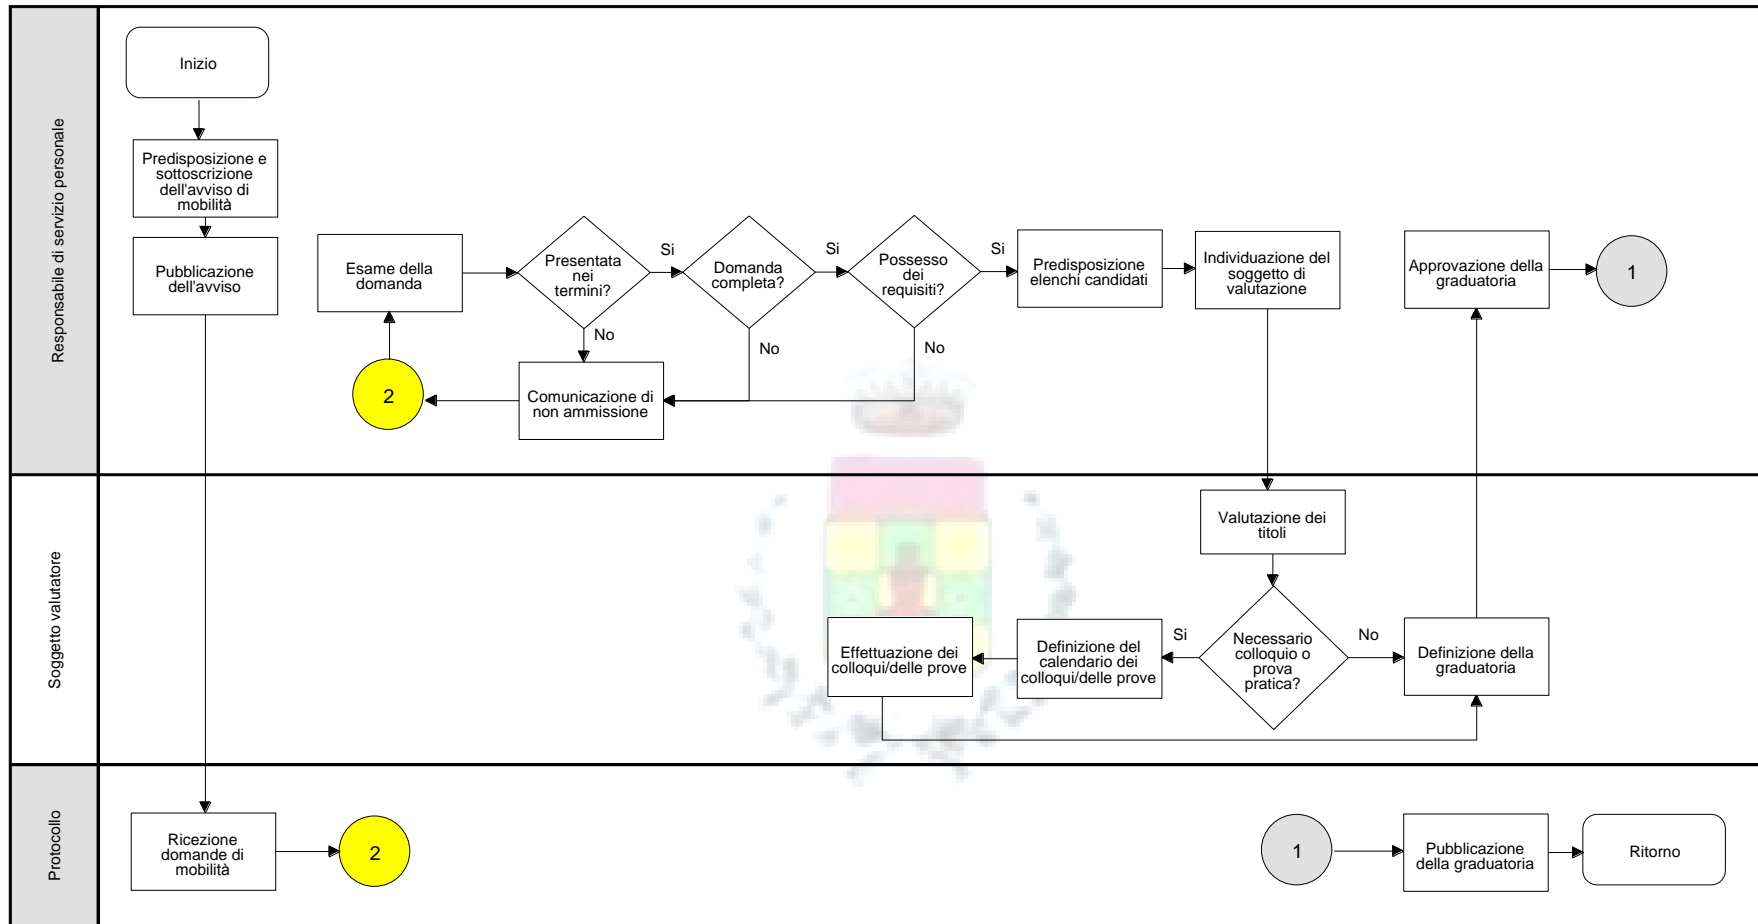 Responsabile di servizio personale
Inizio
Predisposizione e
sottoscrizione
dell'avviso di
mobilità
Pubblicazione
dell'avviso
Esame della
domanda
Presentata
nei
termini?
Si
No
Domanda
completa?
Si
No
Possesso
dei
requisiti?
Si
No
Predisposizione
elenchi candidati
Individuazione del
soggetto di
valutazione
Approvazione della
graduatoria
1
2
Comunicazione di
non ammissione
Soggetto valutatore
Valutazione dei
titoli
Necessario
colloquio o
prova
pratica?
Si
No
Definizione del
calendario dei
colloqui/delle prove
Effettuazione dei
colloqui/delle prove
Definizione della
graduatoria
Protocollo
Ricezione
domande di
mobilità
2
1
Pubblicazione
della graduatoria
Ritorno